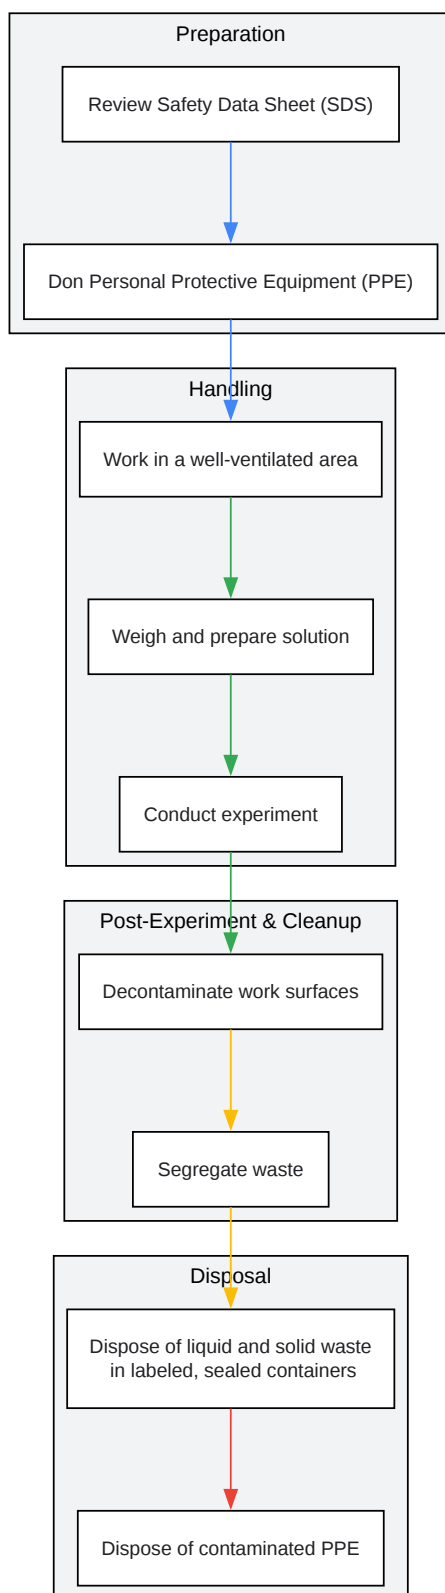 Preparation
Review Safety Data Sheet (SDS)
Don Personal Protective Equipment (PPE)
Handling
Work in a well-ventilated area
Weigh and prepare solution
Conduct experiment
Post-Experiment & Cleanup
Decontaminate work surfaces
Segregate waste
Disposal
Dispose of liquid and solid waste
in labeled, sealed containers
Dispose of contaminated PPE